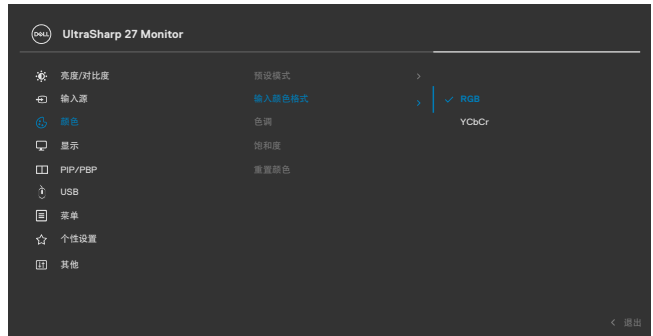 DELL
UltraSharp 27 Monitor
亮度/对比度
预设模式
输入源
输入颜色格式
RGB
颜色
色调
YCbCr
显示
饱和度
PIP/PBP
重置颜色
USB
菜单
个性设置
其他
退出